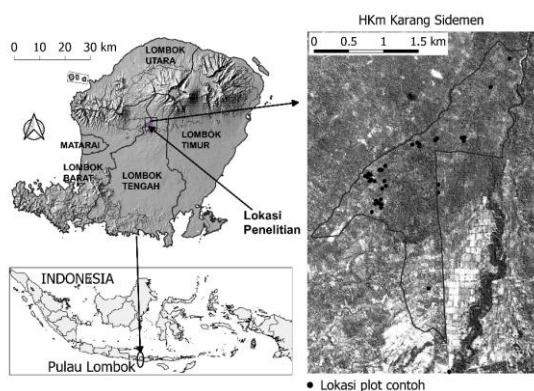 0 10 20 30 km
LOMBOK
UTARA
MATARAI
LOMBOK
BARAT
LOMBOK
TIMUR
LOMBOK
TENGAH
Lokasi
Penelitian
INDONESIA
Pulau Lombok
HKm Karang Sidemen
0 0.5 1 1.5 km
Lokasi plot contoh